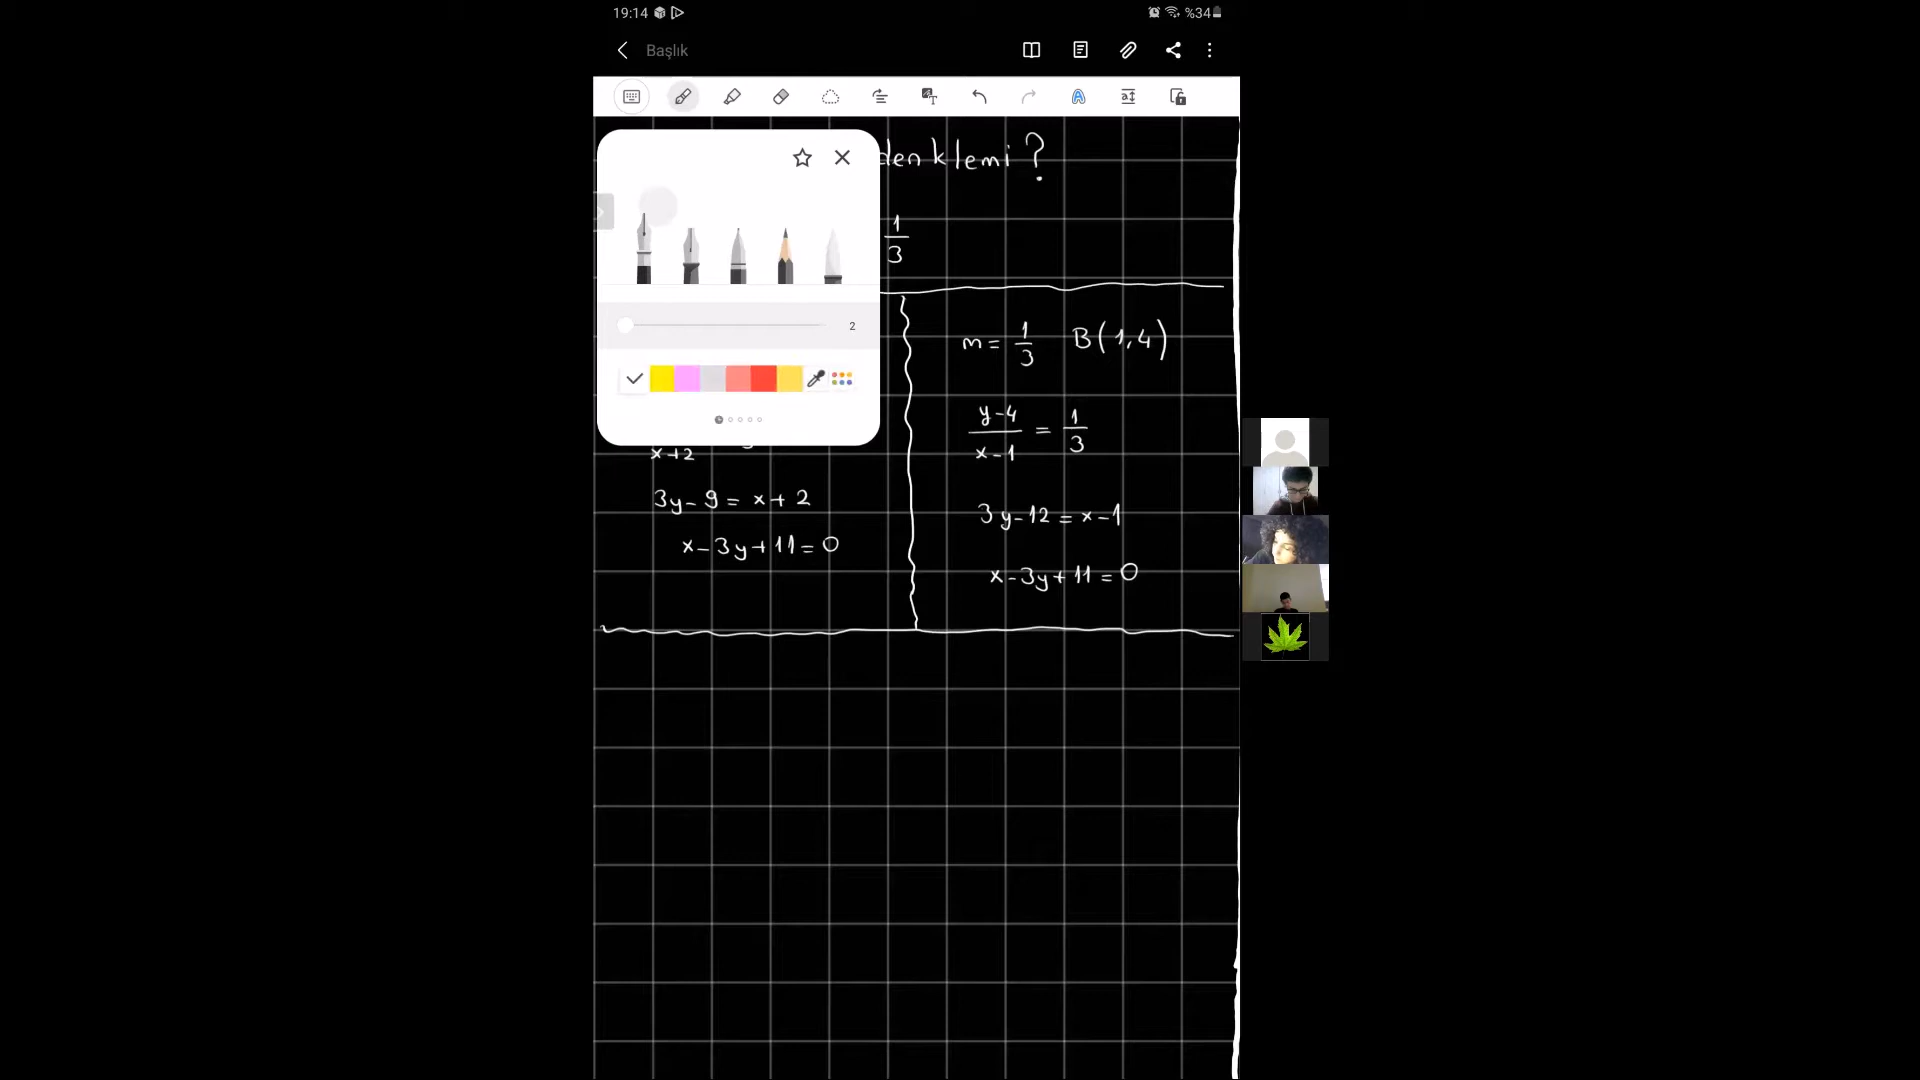 19:14 %34
Başlık
denklemi ?
1/3
2
m = 1/3 B(1,4)
y-4/x-1 = 1/3
x+2
3y-9 = x+2
3y-12 = x-1
x-3y+11=0
x-3y+11=0